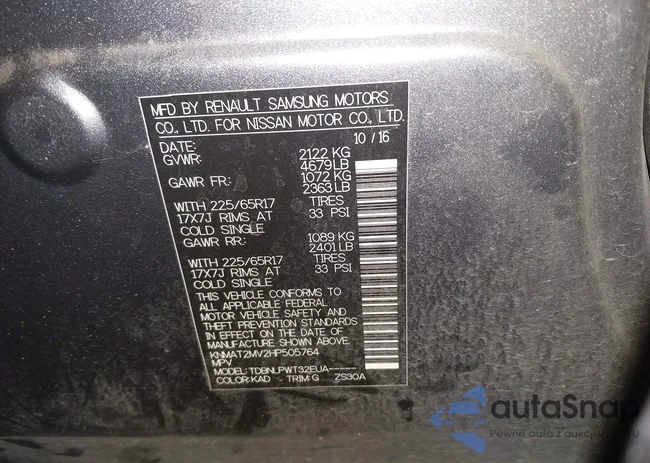 MFD BY RENAULT SAMSUNG MOTORS
CO., LTD. FOR NISSAN MOTOR CO., LTD.
DATE: 10 / 16
GVWR: 2122 KG
4679 LB
GAWR FR: 1072 KG
2363 LB
WITH 225/65R17 TIRES
17X7J RIMS AT 33 PSI
COLD SINGLE
GAWR RR: 1089 KG
2401 LB
WITH 225/65R17 TIRES
17X7J RIMS AT 33 PSI
COLD SINGLE
THIS VEHICLE CONFORMS TO
ALL APPLICABLE FEDERAL
MOTOR VEHICLE SAFETY AND
THEFT PREVENTION STANDARDS
IN EFFECT ON THE DATE OF
MANUFACTURE SHOWN ABOVE.
KNMAT2MV2HP505764
MPV
MODEL: TDBNLPWT32EUA-------
COLOR: KAD TRIM: G ZS30A
autaSnap
Pewne auta z aukcji